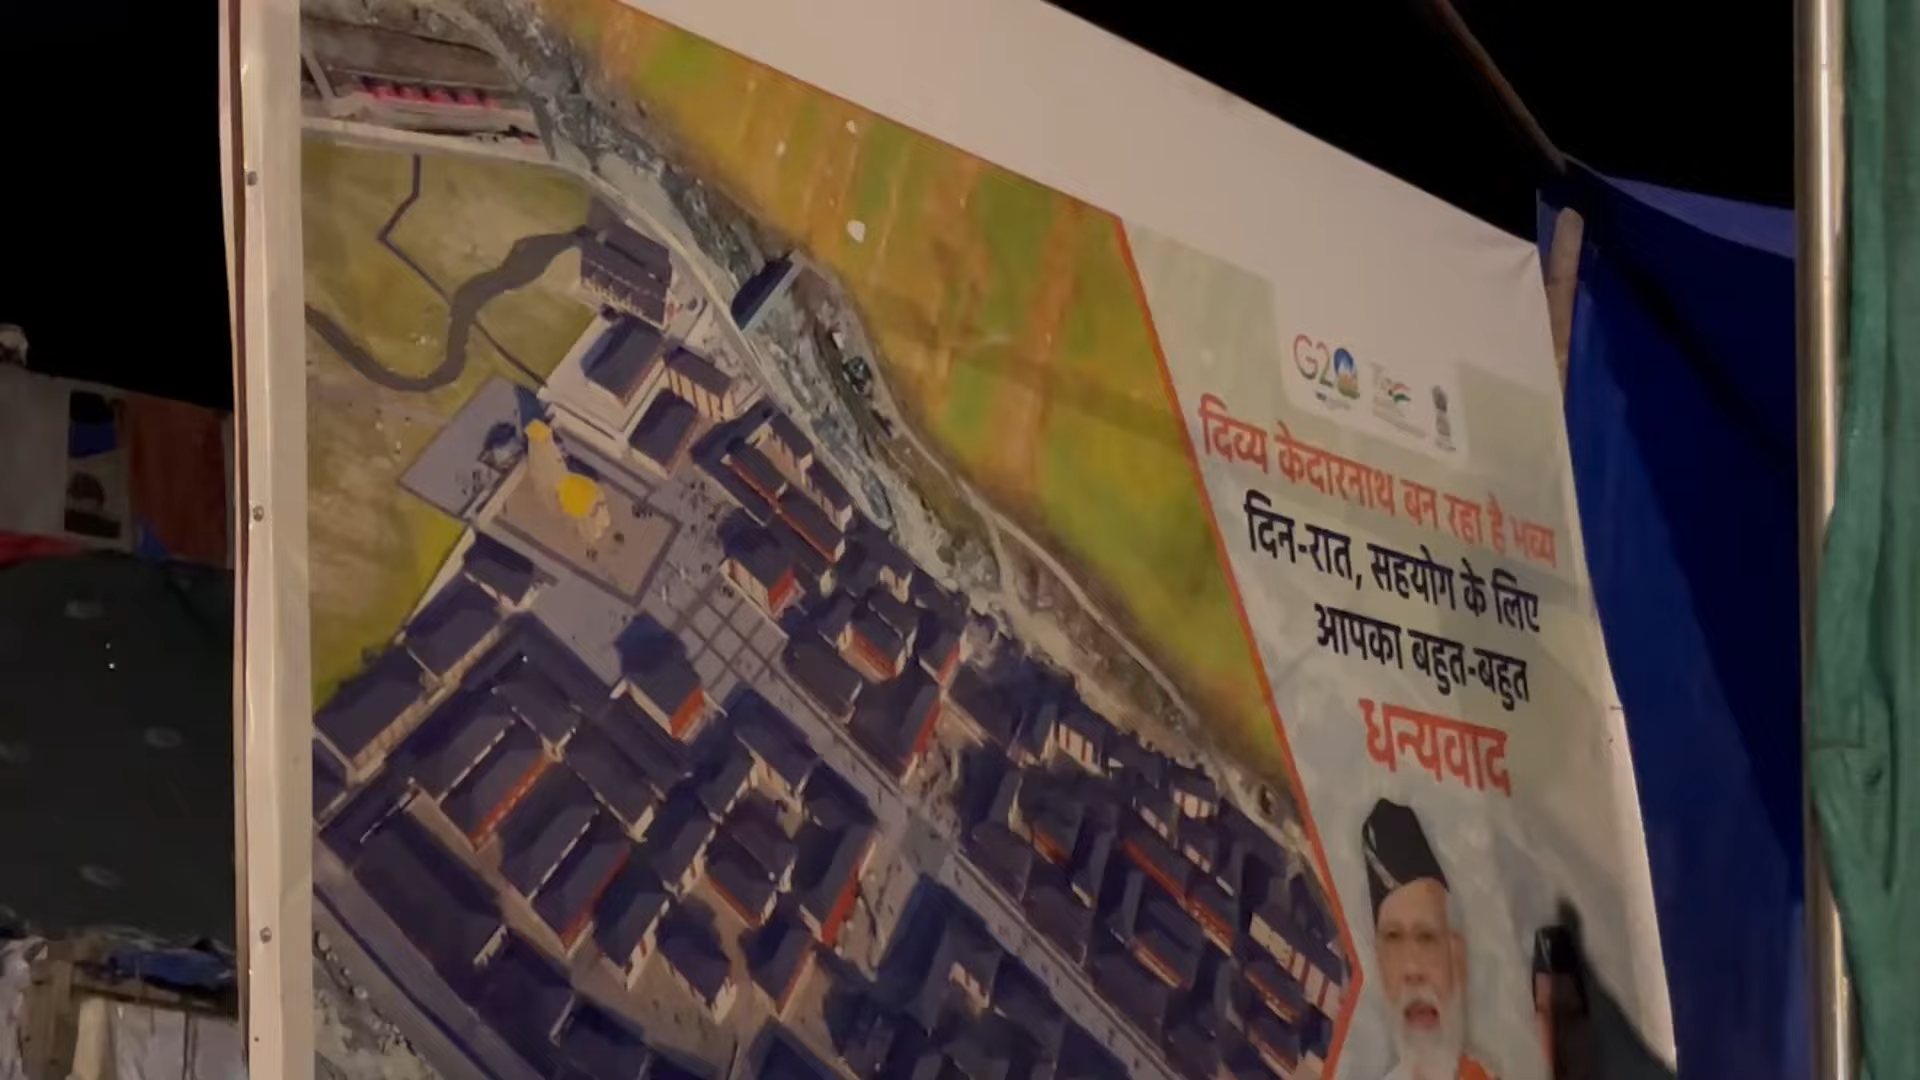 G20
दिव्य केदारनाथ बन रहा है भव्य
दिन-रात, सहयोग के लिए
आपका बहुत-बहुत
धन्यवाद